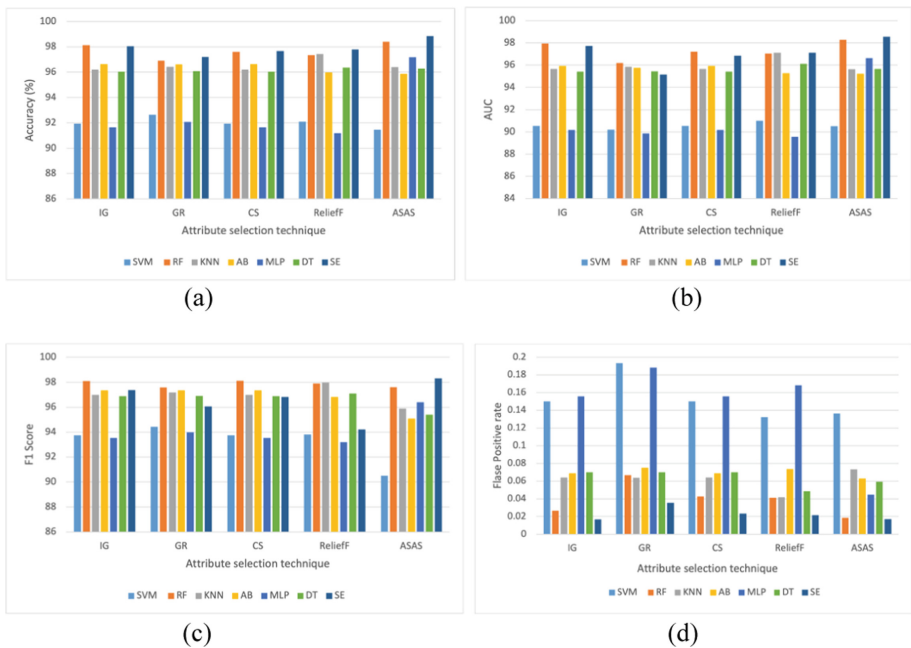 100
98
96
94
92
90
88
86
Accuracy (%)
IG GR CS ReliefF ASAS
Attribute selection technique
SVM RF KNN AB MLP DT SE
(a)
100
98
96
94
92
90
88
86
84
AUC
IG GR CS ReliefF ASAS
Attribute selection technique
SVM RF KNN AB MLP DT SE
(b)
100
98
96
94
92
90
88
86
F1 Score
IG GR CS ReliefF ASAS
Attribute selection technique
SVM RF KNN AB MLP DT SE
(c)
0.2
0.18
0.16
0.14
0.12
0.1
0.08
0.06
0.04
0.02
0
Flase Positive rate
IG GR CS ReliefF ASAS
Attribute selection technique
SVM RF KNN AB MLP DT SE
(d)